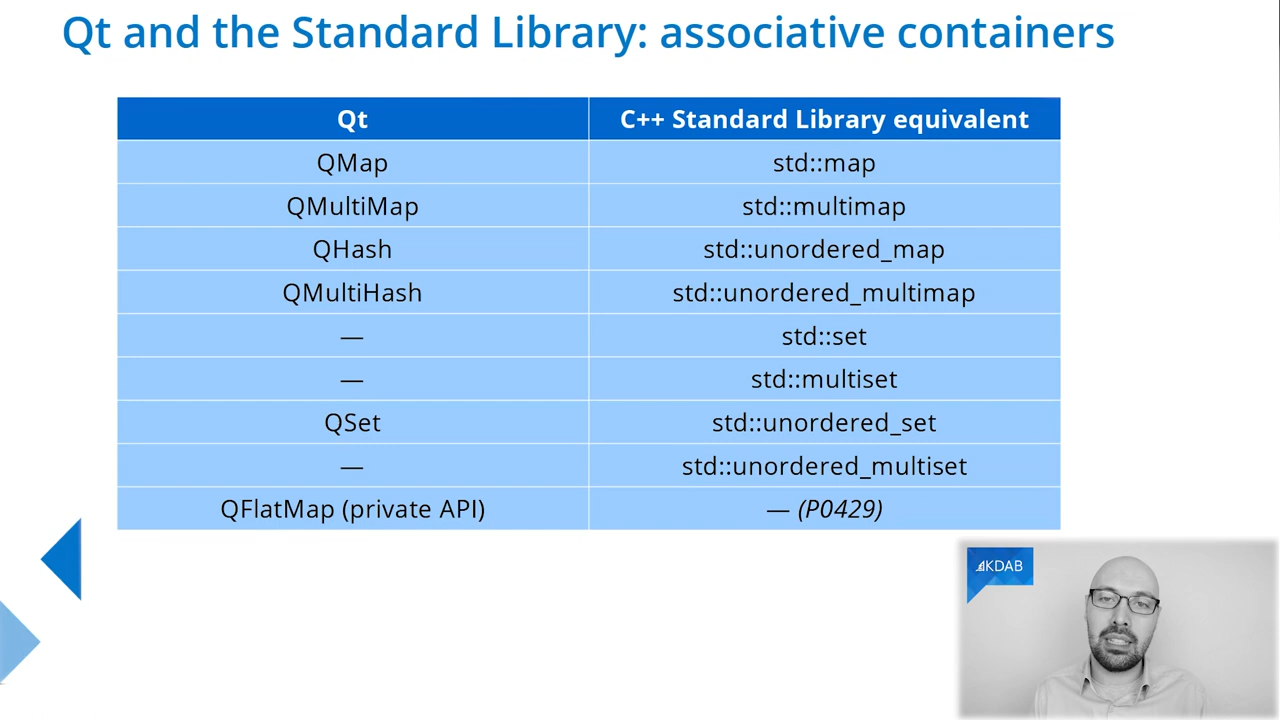 Qt and the Standard Library: associative containers
Qt C++ Standard Library equivalent
QMap std::map
QMultiMap std::multimap
QHash std::unordered_map
QMultiHash std::unordered_multimap
— std::set
— std::multiset
QSet std::unordered_set
— std::unordered_multiset
QFlatMap (private API) — (P0429)
KDAB